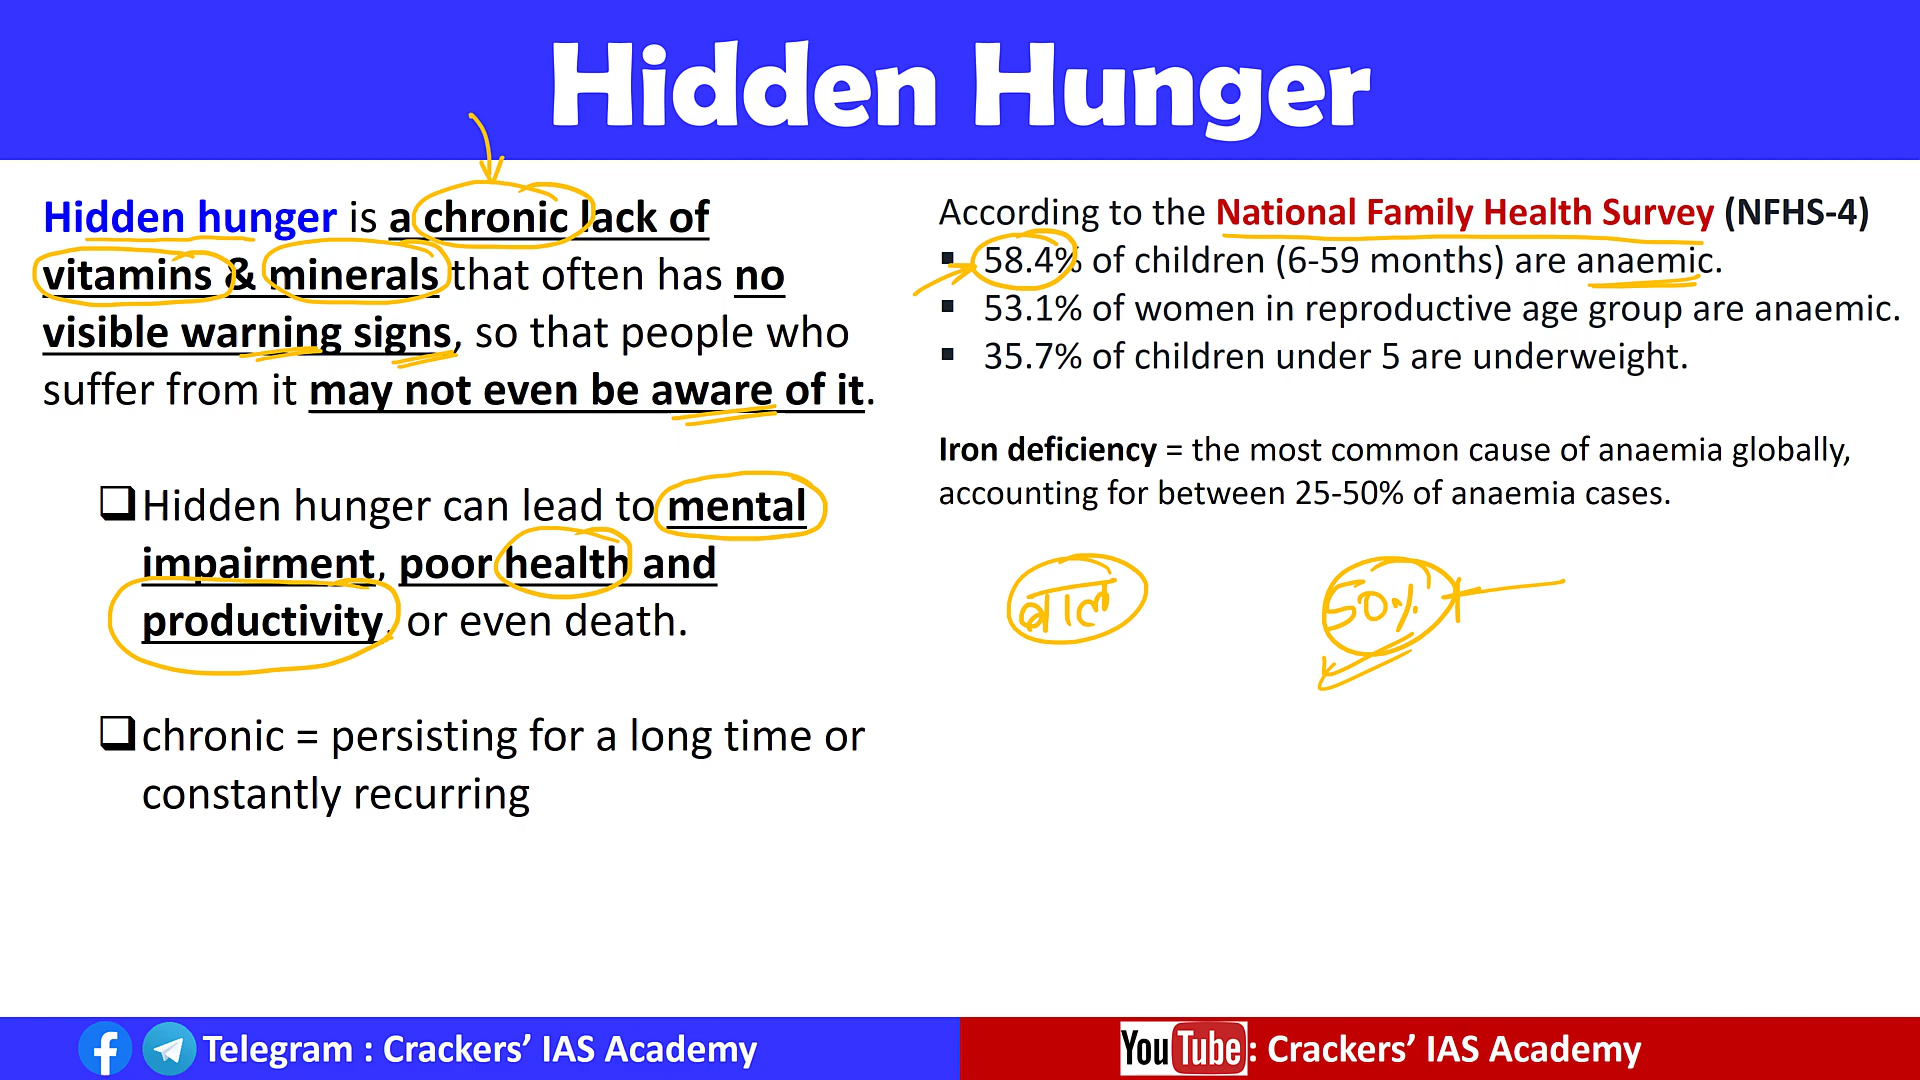 Hidden Hunger
Hidden hunger is a chronic lack of
vitamins & minerals that often has no
visible warning signs, so that people who
suffer from it may not even be aware of it.
❑Hidden hunger can lead to mental
impairment, poor health and
productivity, or even death.
❑chronic = persisting for a long time or
constantly recurring
According to the National Family Health Survey (NFHS-4)
▪ 58.4% of children (6-59 months) are anaemic.
▪ 53.1% of women in reproductive age group are anaemic.
▪ 35.7% of children under 5 are underweight.
Iron deficiency = the most common cause of anaemia globally,
accounting for between 25-50% of anaemia cases.
बाल 50%
Telegram : Crackers’ IAS Academy
YouTube : Crackers’ IAS Academy